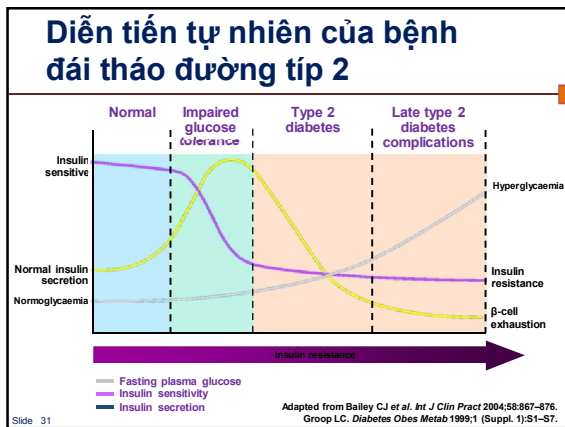 Diễn tiến tự nhiên của bệnh
đái tháo đường típ 2
Normal
Impaired
glucose
tolerance
Type 2
diabetes
Late type 2
diabetes
complications
Insulin
sensitive
Normal insulin
secretion
Normoglycaemia
Hyperglycaemia
Insulin
resistance
β-cell
exhaustion
Insulin resistance
Fasting plasma glucose
Insulin sensitivity
Insulin secretion
Adapted from Bailey CJ et al. Int J Clin Pract 2004;58:867–876.
Groop LC. Diabetes Obes Metab 1999;1 (Suppl. 1):S1–S7.
Slide 31